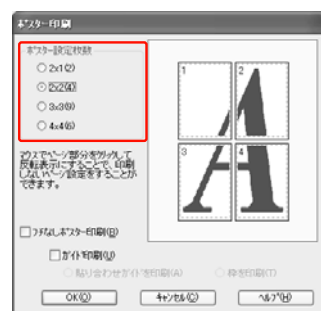 ﾎﾟｽﾀｰ印刷
ﾎﾟｽﾀｰ設定枚数
2x1(2)
2x2(4)
3x3(9)
4x4(6)
ﾏｳｽでﾍﾟｰｼﾞ部分をｸﾘｯｸして
反転表示にすることで、印刷
しないﾍﾟｰｼﾞ設定をすることが
できます。
1
2
3
4
ﾌﾁなしﾎﾟｽﾀｰ印刷(B)
ｶﾞｲﾄﾞ印刷(U)
貼り合わせｶﾞｲﾄﾞを印刷(A)
枠を印刷(T)
OK(O)
ｷｬﾝｾﾙ(C)
ﾍﾙﾌﾟ(H)